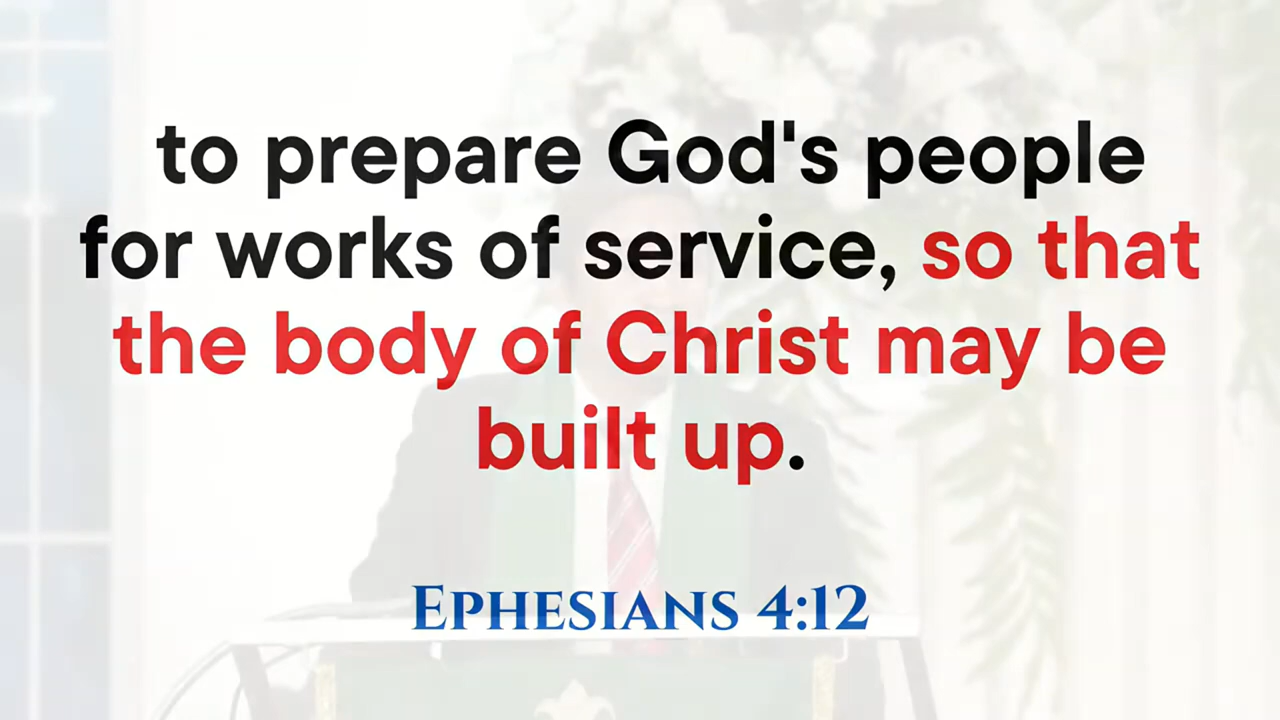 to prepare God's people
for works of service, so that
the body of Christ may be
built up.
EPHESIANS 4:12